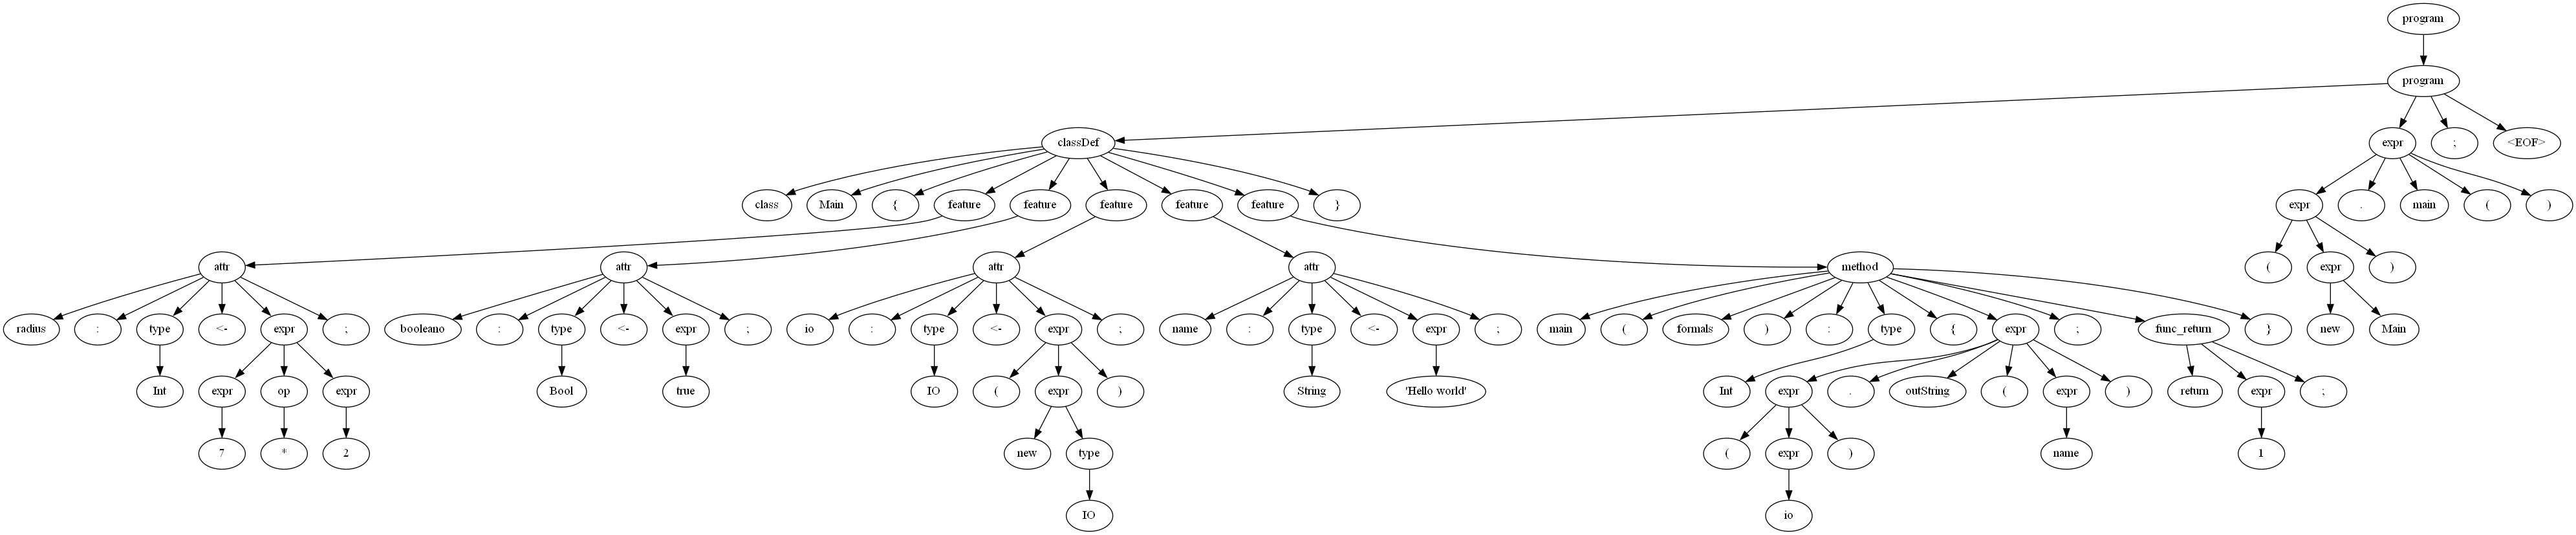 program
program
classDef expr ; <EOF>
class Main { feature feature feature feature feature } expr . main ( )
attr attr attr attr method ( expr )
radius : type <- expr ; booleano : type <- expr ; io : type <- expr ; name : type <- expr ; main ( formals ) : type { expr ; func_return } new Main
Int expr op expr Bool true IO ( expr ) String 'Hello world' Int expr . outString ( expr ) return expr ;
7 * 2 new type ( expr ) name 1
IO io